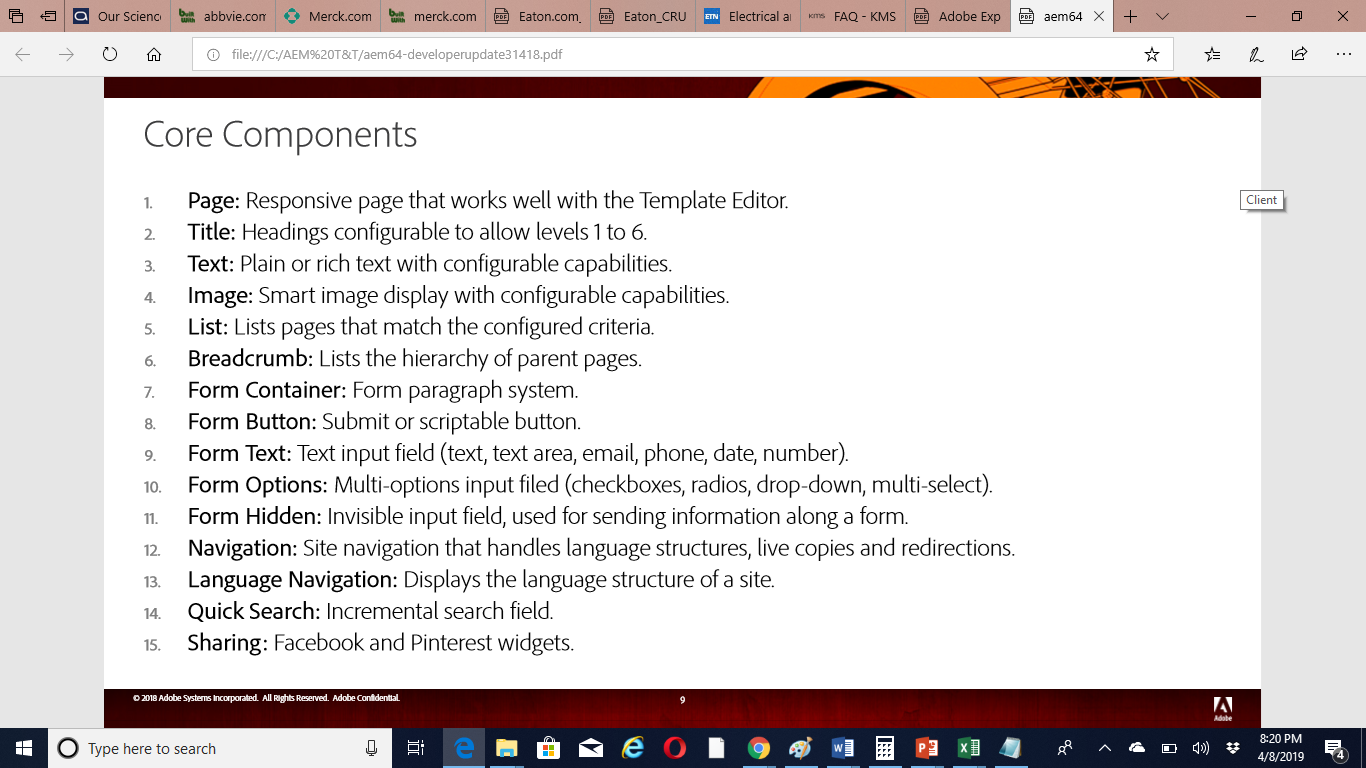 Our Scienc
abbvie.com
Merck.com
merck.com
Eaton.com_
Eaton_CRU
ETN Electrical an
KMS FAQ - KMS
Adobe Exp
aem64
file:///C:/AEM%20T&T/aem64-developerupdate31418.pdf
Core Components
1. Page: Responsive page that works well with the Template Editor.
Client
2. Title: Headings configurable to allow levels 1 to 6.
3. Text: Plain or rich text with configurable capabilities.
4. Image: Smart image display with configurable capabilities.
5. List: Lists pages that match the configured criteria.
6. Breadcrumb: Lists the hierarchy of parent pages.
7. Form Container: Form paragraph system.
8. Form Button: Submit or scriptable button.
9. Form Text: Text input field (text, text area, email, phone, date, number).
10. Form Options: Multi-options input filed (checkboxes, radios, drop-down, multi-select).
11. Form Hidden: Invisible input field, used for sending information along a form.
12. Navigation: Site navigation that handles language structures, live copies and redirections.
13. Language Navigation: Displays the language structure of a site.
14. Quick Search: Incremental search field.
15. Sharing: Facebook and Pinterest widgets.
© 2018 Adobe Systems Incorporated. All Rights Reserved. Adobe Confidential.
9
Adobe
Type here to search
8:20 PM
4/8/2019
4